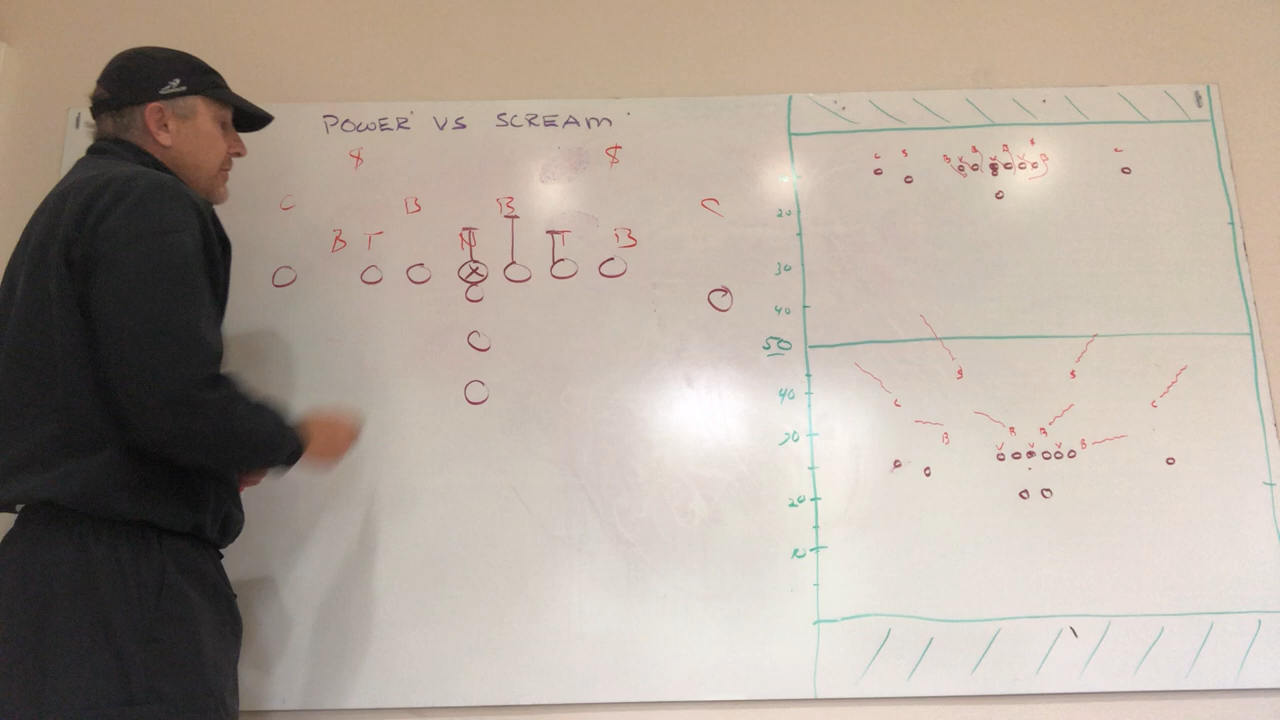 POWER VS SCREAM
$ $
C B B C
B T N T B
X
20
30
40
50
40
30
20
10
C S B B B $ B C
V V V
S S
C C
B B B B
V V V